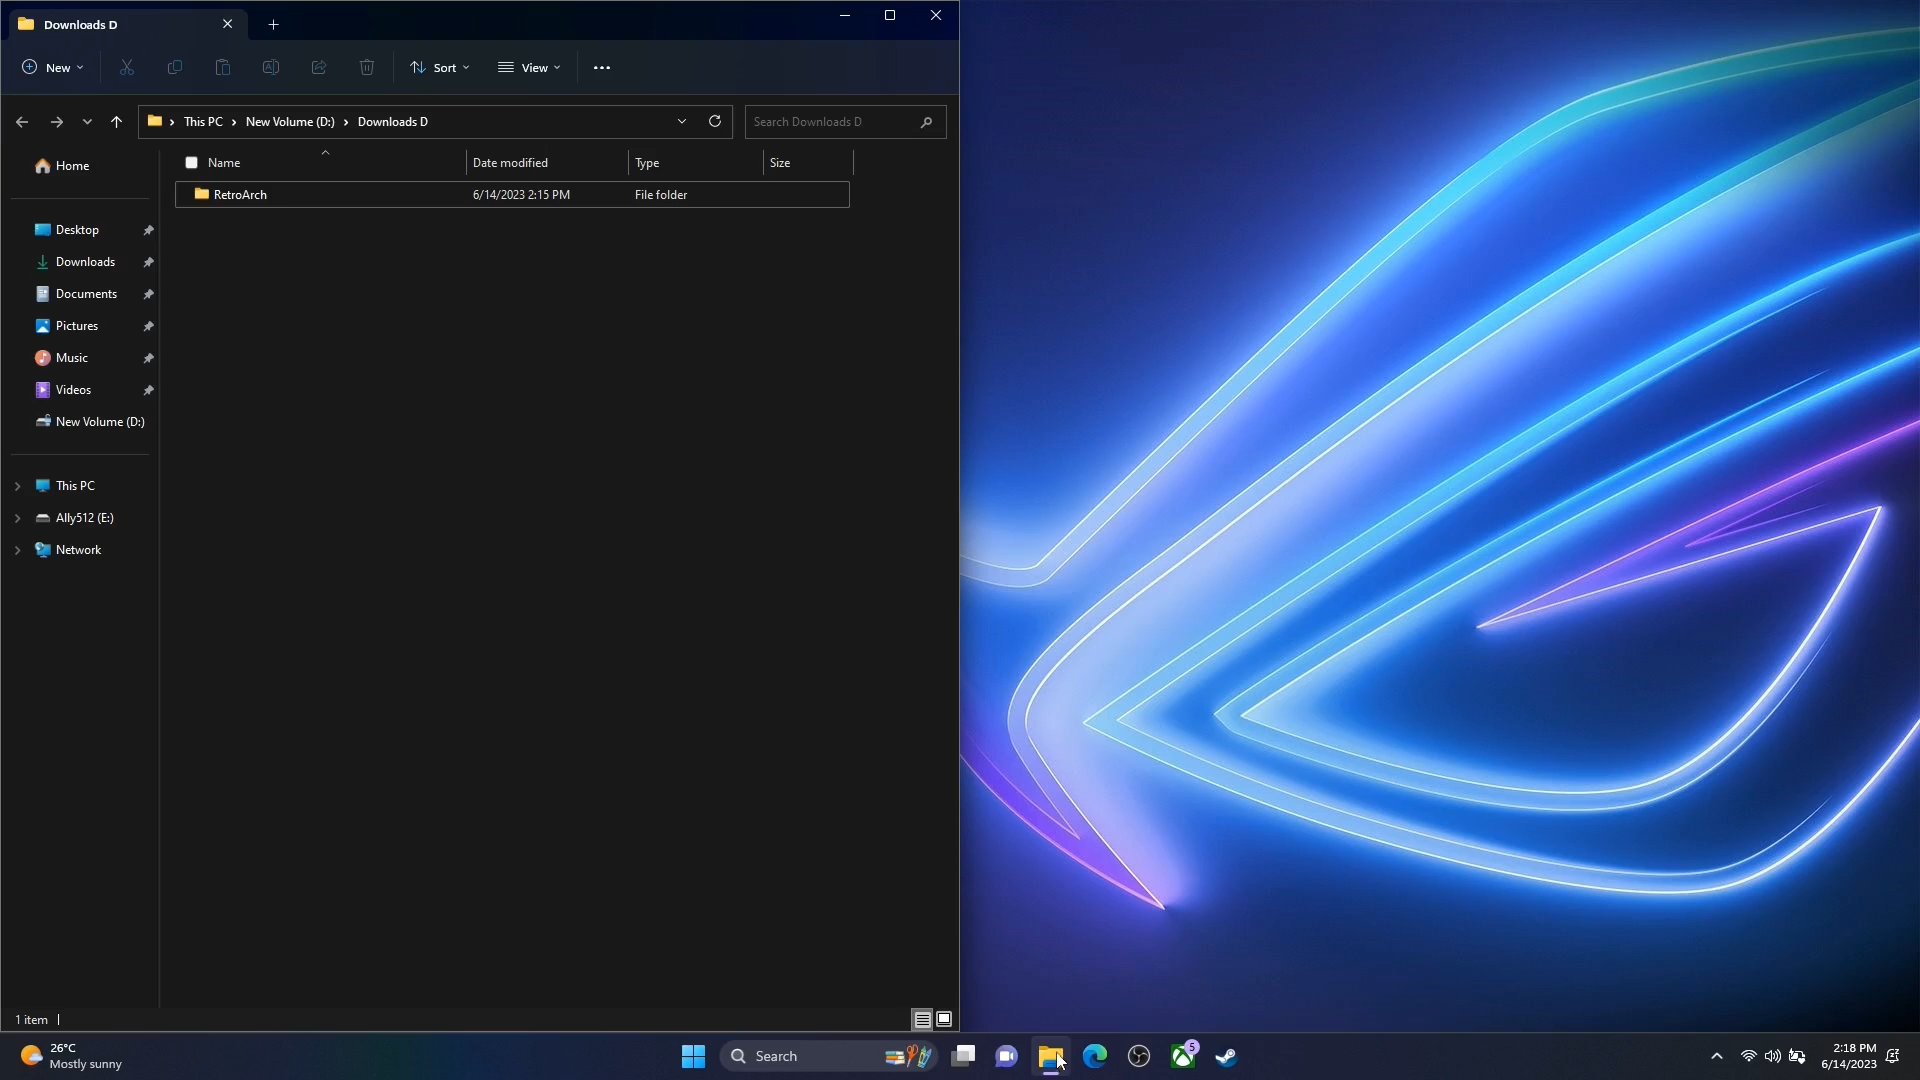 Downloads D
New
Sort
View
This PC
New Volume (D:)
Downloads D
Search Downloads D
Home
Name
Date modified
Type
Size
RetroArch
6/14/2023 2:15 PM
File folder
Desktop
Downloads
Documents
Pictures
Music
Videos
New Volume (D:)
This PC
Ally512 (E:)
Network
1 item
26°C
Mostly sunny
Search
5
2:18 PM
6/14/2023